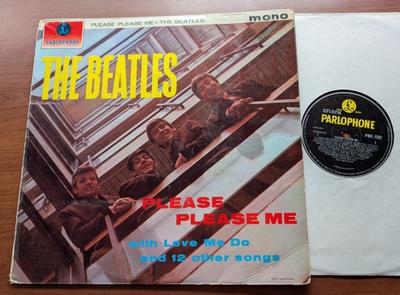 PARLOPHONE
PLEASE PLEASE ME • THE BEATLES
mono
THE BEATLES
PLEASE
PLEASE ME
with Love Me Do
and 12 other songs
PARLOPHONE
PMC 1202